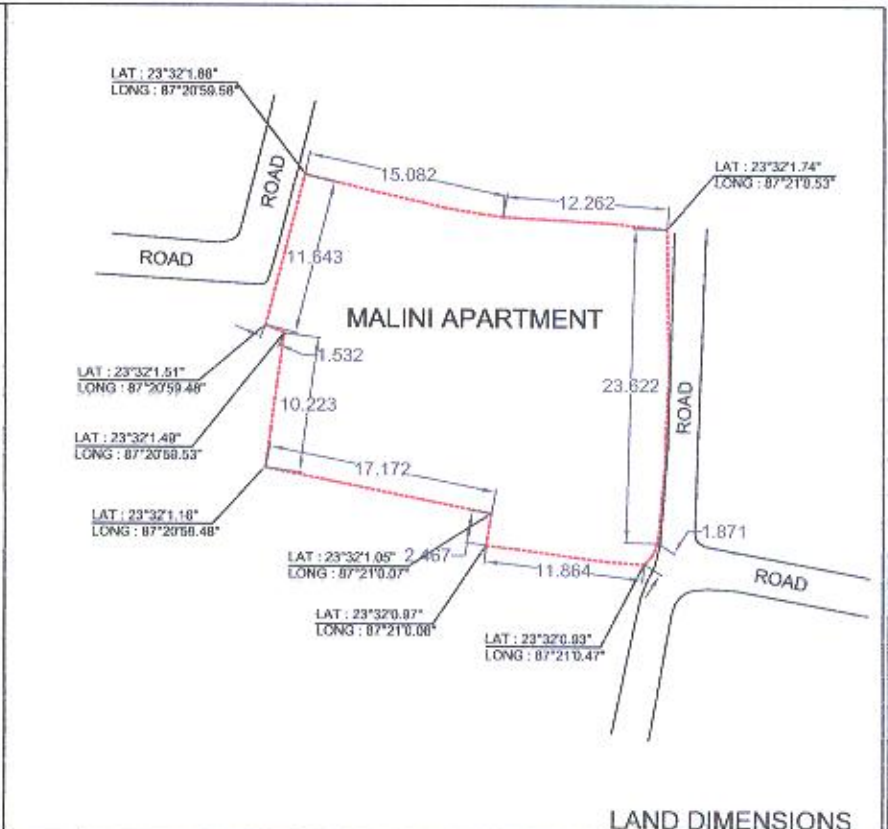 LAT : 23°32'1.88"
LONG : 87°20'59.58"
15.082
12.262
LAT : 23°32'1.74"
LONG : 87°21'0.53"
ROAD
ROAD
11.643
MALINI APARTMENT
1.532
LAT : 23°32'1.51"
LONG : 87°20'59.48"
10.223
23.622
ROAD
LAT : 23°32'1.49"
LONG : 87°20'59.53"
17.172
LAT : 23°32'1.16"
LONG : 87°20'59.48"
1.871
LAT : 23°32'1.05"
LONG : 87°21'0.07"
2.467
11.864
ROAD
LAT : 23°32'0.97"
LONG : 87°21'0.06"
LAT : 23°32'0.93"
LONG : 87°21'0.47"
LAND DIMENSIONS